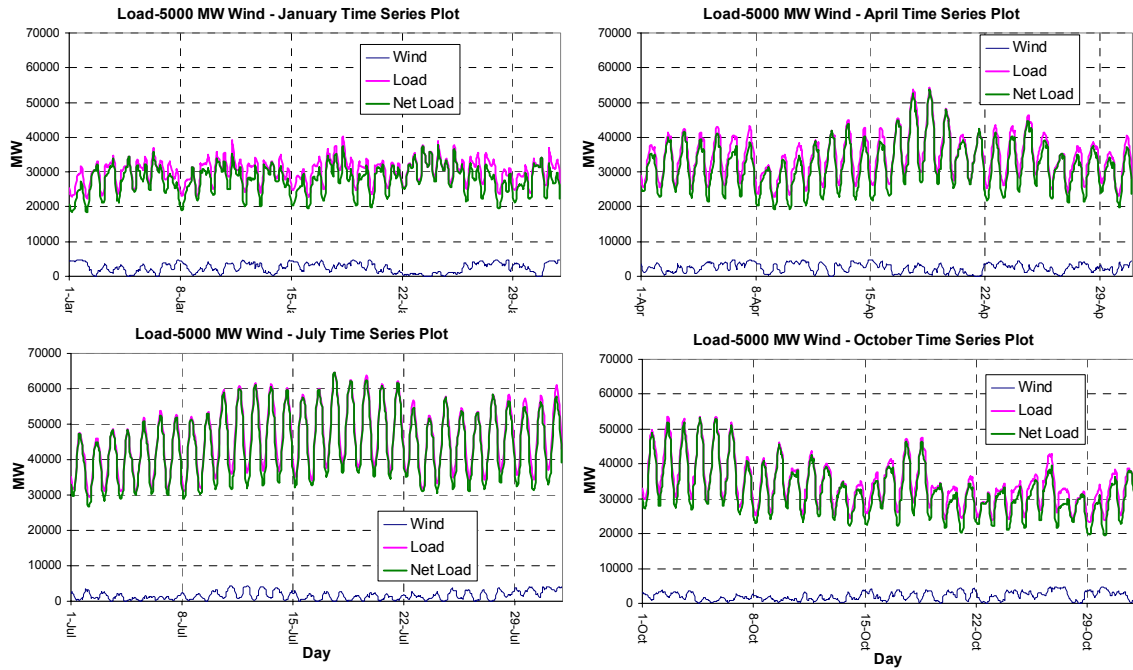 Load-5000 MW Wind - January Time Series Plot
70000
60000
50000
40000
30000
20000
10000
0
MW
Wind
Load
Net Load
1-Jan
8-Jan
15-Ja
22-Ja
29-Ja
Load-5000 MW Wind - April Time Series Plot
70000
60000
50000
40000
30000
20000
10000
0
MW
Wind
Load
Net Load
1-Apr
8-Apr
15-Ap
22-Ap
29-Ap
Load-5000 MW Wind - July Time Series Plot
70000
60000
50000
40000
30000
20000
10000
0
MW
Wind
Load
Net Load
1-Jul
8-Jul
15-Jul
22-Jul
29-Jul
Day
Load-5000 MW Wind - October Time Series Plot
70000
60000
50000
40000
30000
20000
10000
0
MW
Wind
Load
Net Load
1-Oct
8-Oct
15-Oct
22-Oct
29-Oct
Day